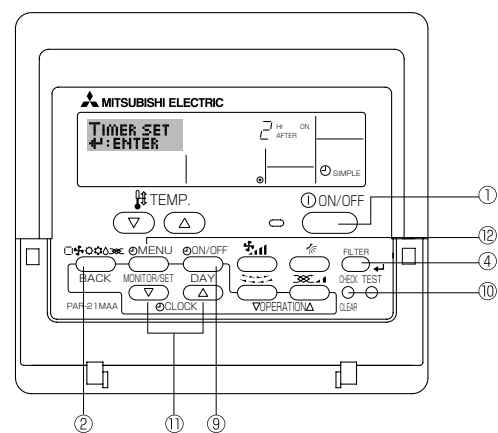 MITSUBISHI ELECTRIC
TIMER SET
↵:ENTER
2 Hr ON
AFTER
SIMPLE
TEMP.
ON/OFF
①
⑫
MENU
ON/OFF
FILTER
④
BACK
MONITOR/SET
DAY
CHECK TEST
⑩
PAR-21MAA
CLOCK
▽OPERATION△
CLEAR
②
⑪
⑨